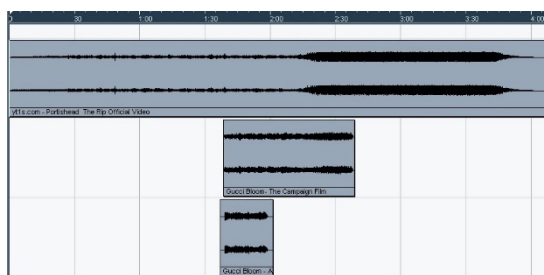 0 30 1:00 1:30 2:00 2:30 3:00 3:30 4:00
yt1s.com - Portishead The Rip Official Video
Gucci Bloom- The Campaign Film
Gucci Bloom - A